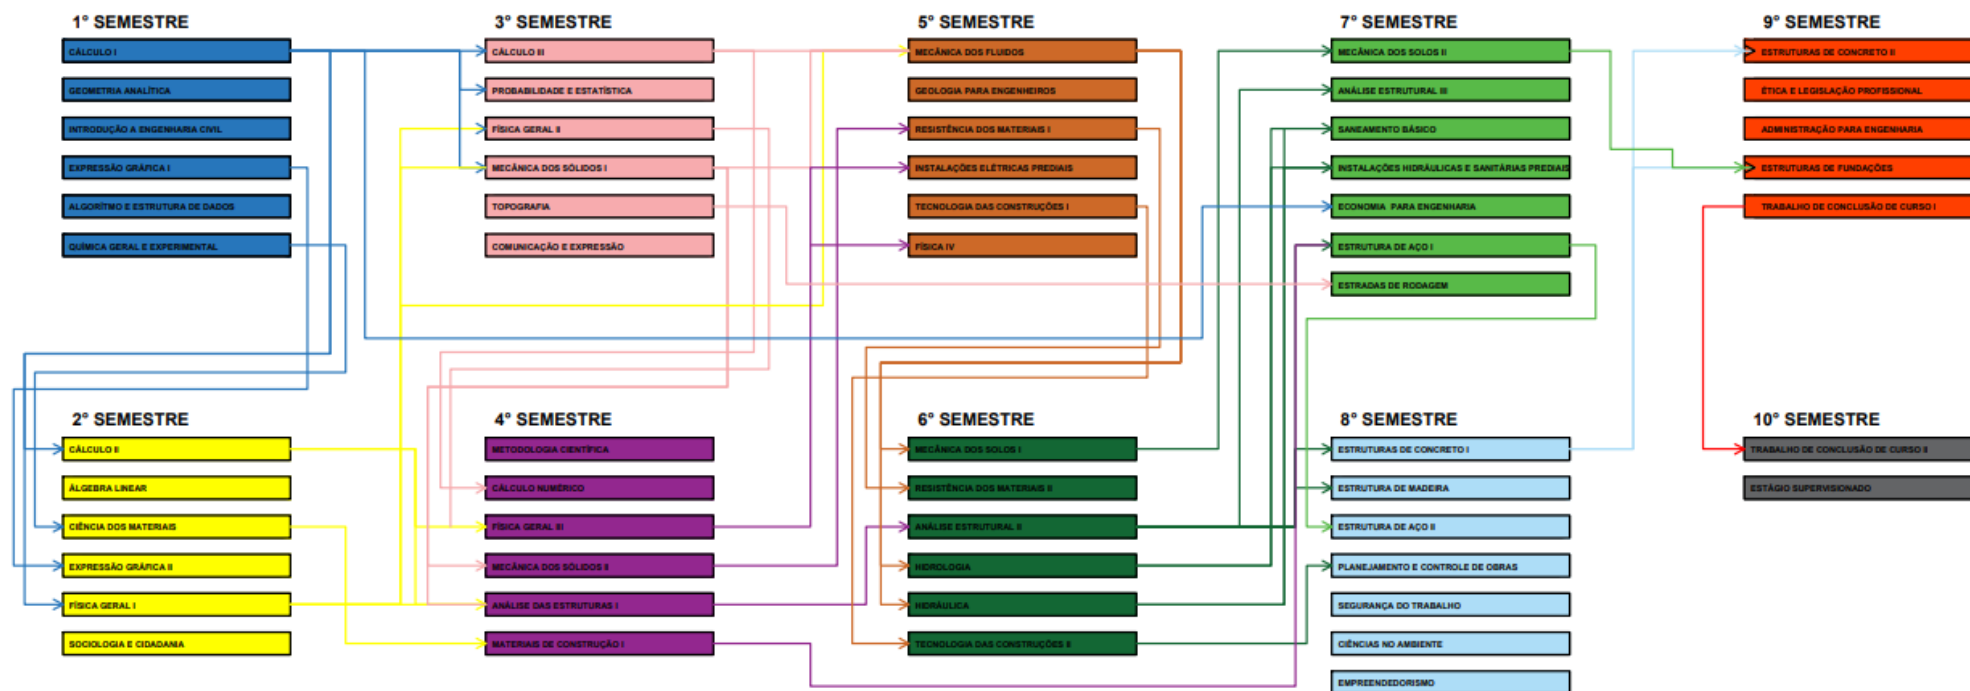 1° SEMESTRE
CÁLCULO I
GEOMETRIA ANALÍTICA
INTRODUÇÃO A ENGENHARIA CIVIL
EXPRESSÃO GRÁFICA I
ALGORÍTMO E ESTRUTURA DE DADOS
QUÍMICA GERAL E EXPERIMENTAL
3° SEMESTRE
CÁLCULO III
PROBABILIDADE E ESTATÍSTICA
FÍSICA GERAL II
MECÂNICA DOS SÓLIDOS I
TOPOGRAFIA
COMUNICAÇÃO E EXPRESSÃO
5° SEMESTRE
MECÂNICA DOS FLUIDOS
GEOLOGIA PARA ENGENHEIROS
RESISTÊNCIA DOS MATERIAIS I
INSTALAÇÕES ELÉTRICAS PREDIAIS
TECNOLOGIA DAS CONSTRUÇÕES I
FÍSICA IV
7° SEMESTRE
MECÂNICA DOS SOLOS II
ANÁLISE ESTRUTURAL III
SANEAMENTO BÁSICO
INSTALAÇÕES HIDRÁULICAS E SANITÁRIAS PREDIAIS
ECONOMIA PARA ENGENHARIA
ESTRUTURA DE AÇO I
ESTRADAS DE RODAGEM
9° SEMESTRE
ESTRUTURAS DE CONCRETO II
ÉTICA E LEGISLAÇÃO PROFISSIONAL
ADMINISTRAÇÃO PARA ENGENHARIA
ESTRUTURAS DE FUNDAÇÕES
TRABALHO DE CONCLUSÃO DE CURSO I
2° SEMESTRE
CÁLCULO II
ÁLGEBRA LINEAR
CIÊNCIA DOS MATERIAIS
EXPRESSÃO GRÁFICA II
FÍSICA GERAL I
SOCIOLOGIA E CIDADANIA
4° SEMESTRE
METODOLOGIA CIENTÍFICA
CÁLCULO NUMÉRICO
FÍSICA GERAL III
MECÂNICA DOS SÓLIDOS II
ANÁLISE DAS ESTRUTURAS I
MATERIAIS DE CONSTRUÇÃO I
6° SEMESTRE
MECÂNICA DOS SOLOS I
RESISTÊNCIA DOS MATERIAIS II
ANÁLISE ESTRUTURAL II
HIDROLOGIA
HIDRÁULICA
TECNOLOGIA DAS CONSTRUÇÕES II
8° SEMESTRE
ESTRUTURAS DE CONCRETO I
ESTRUTURA DE MADEIRA
ESTRUTURA DE AÇO II
PLANEJAMENTO E CONTROLE DE OBRAS
SEGURANÇA DO TRABALHO
CIÊNCIAS NO AMBIENTE
EMPREENDEDORISMO
10° SEMESTRE
TRABALHO DE CONCLUSÃO DE CURSO II
ESTÁGIO SUPERVISIONADO